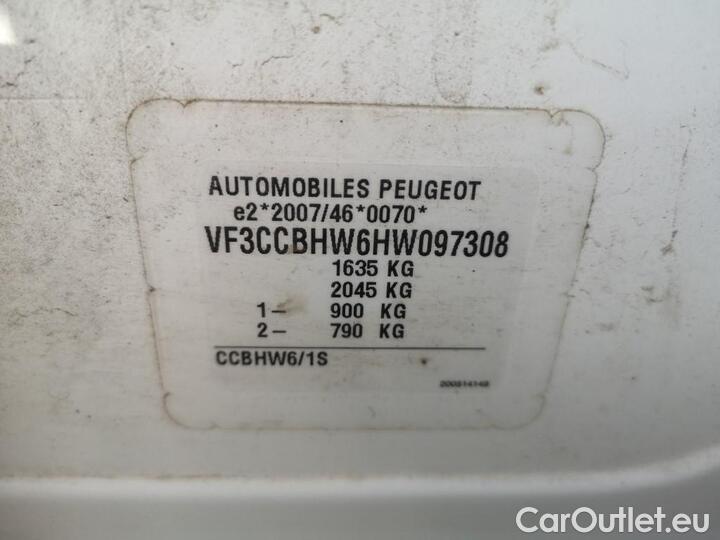 AUTOMOBILES PEUGEOT
e2*2007/46*0070*
VF3CCBHW6HW097308
1635 KG
2045 KG
1- 900 KG
2- 790 KG
CCBHW6/1S
CarOutlet.eu